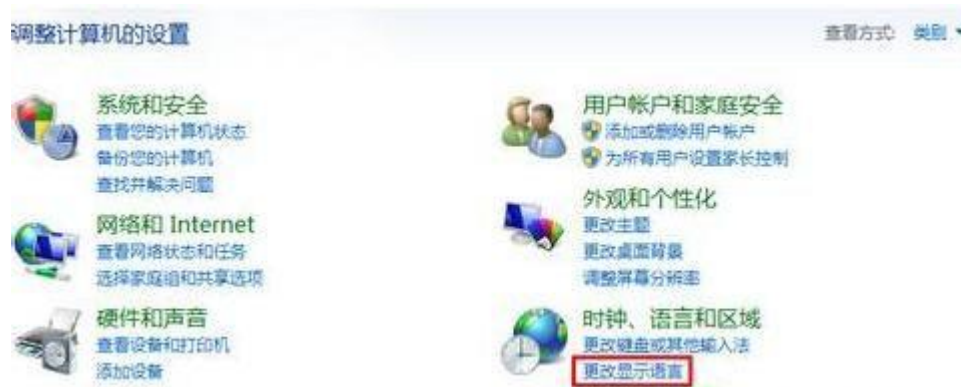 调整计算机的设置
查看方式: 类别
系统和安全
查看您的计算机状态
备份您的计算机
查找并解决问题
网络和 Internet
查看网络状态和任务
选择家庭组和共享选项
硬件和声音
查看设备和打印机
添加设备
用户帐户和家庭安全
添加或删除用户帐户
为所有用户设置家长控制
外观和个性化
更改主题
更改桌面背景
调整屏幕分辨率
时钟、语言和区域
更改键盘或其他输入法
更改显示语言